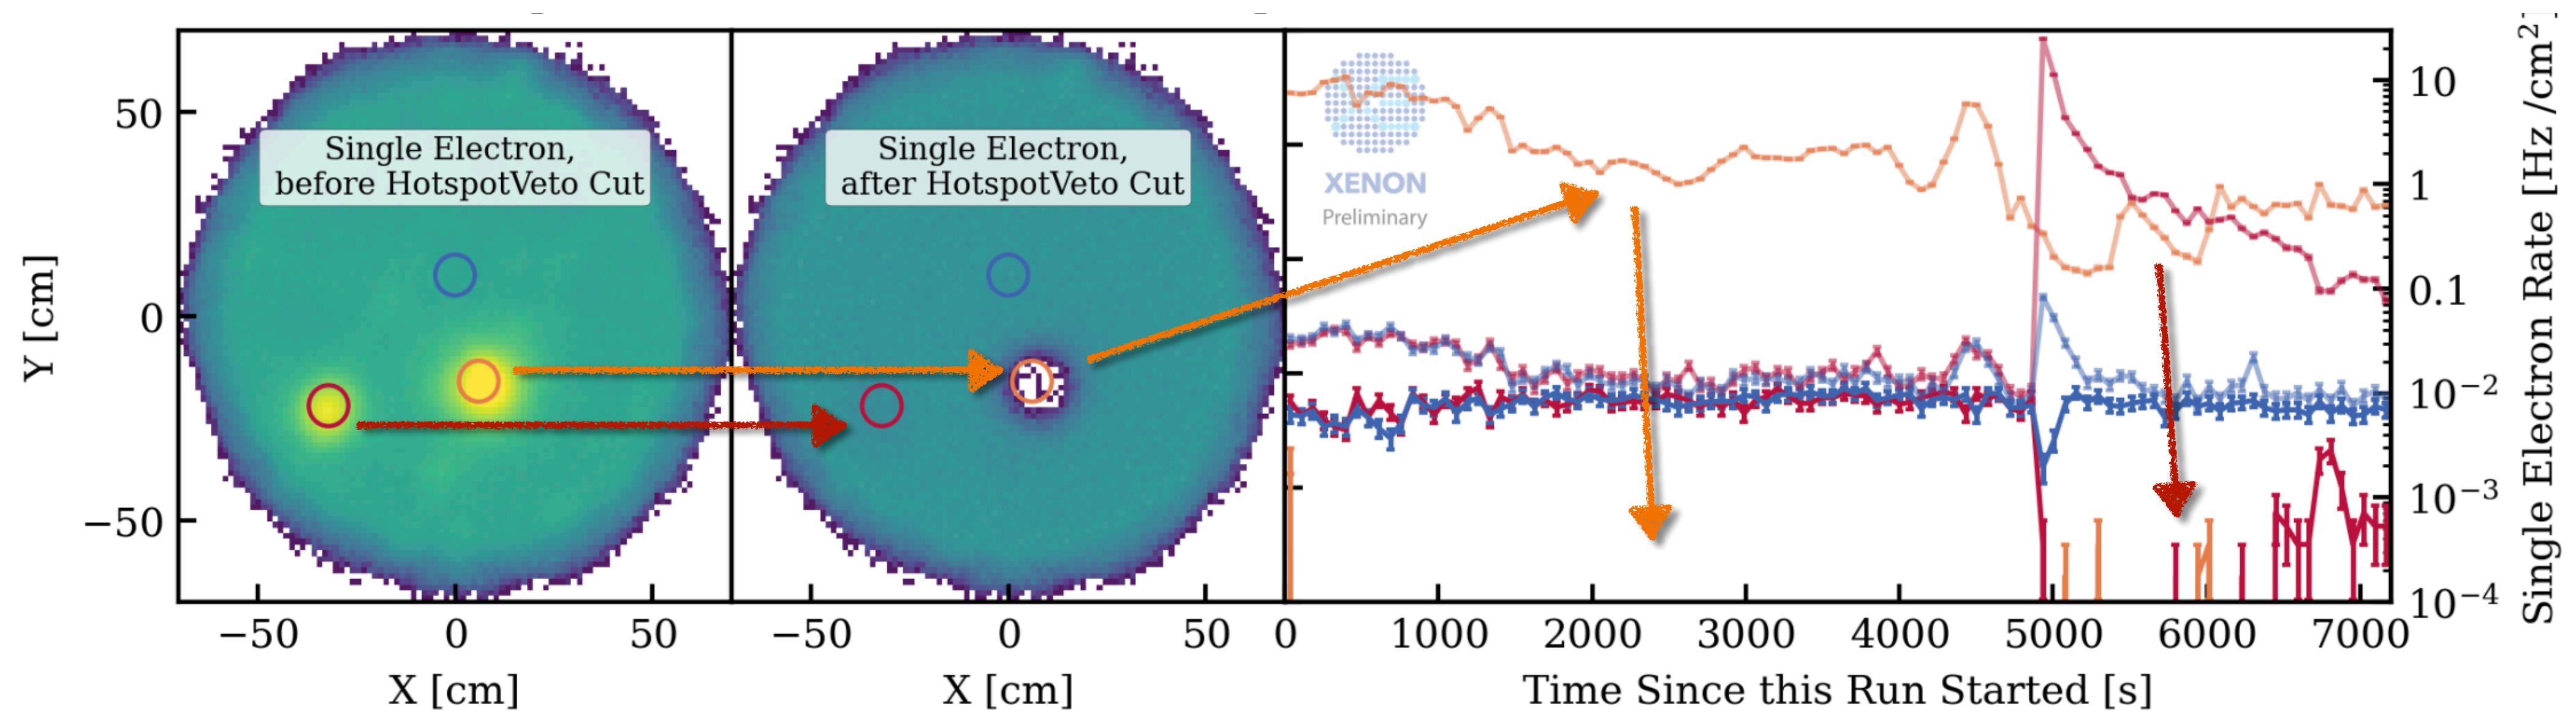 Single Electron,
before HotspotVeto Cut
Single Electron,
after HotspotVeto Cut
XENON
Preliminary
50
0
−50
Y [cm]
−50
0
50
X [cm]
−50
0
50
X [cm]
0
1000
2000
3000
4000
5000
6000
7000
Time Since this Run Started [s]
10
1
0.1
10⁻²
10⁻³
10⁻⁴
Single Electron Rate [Hz /cm²]